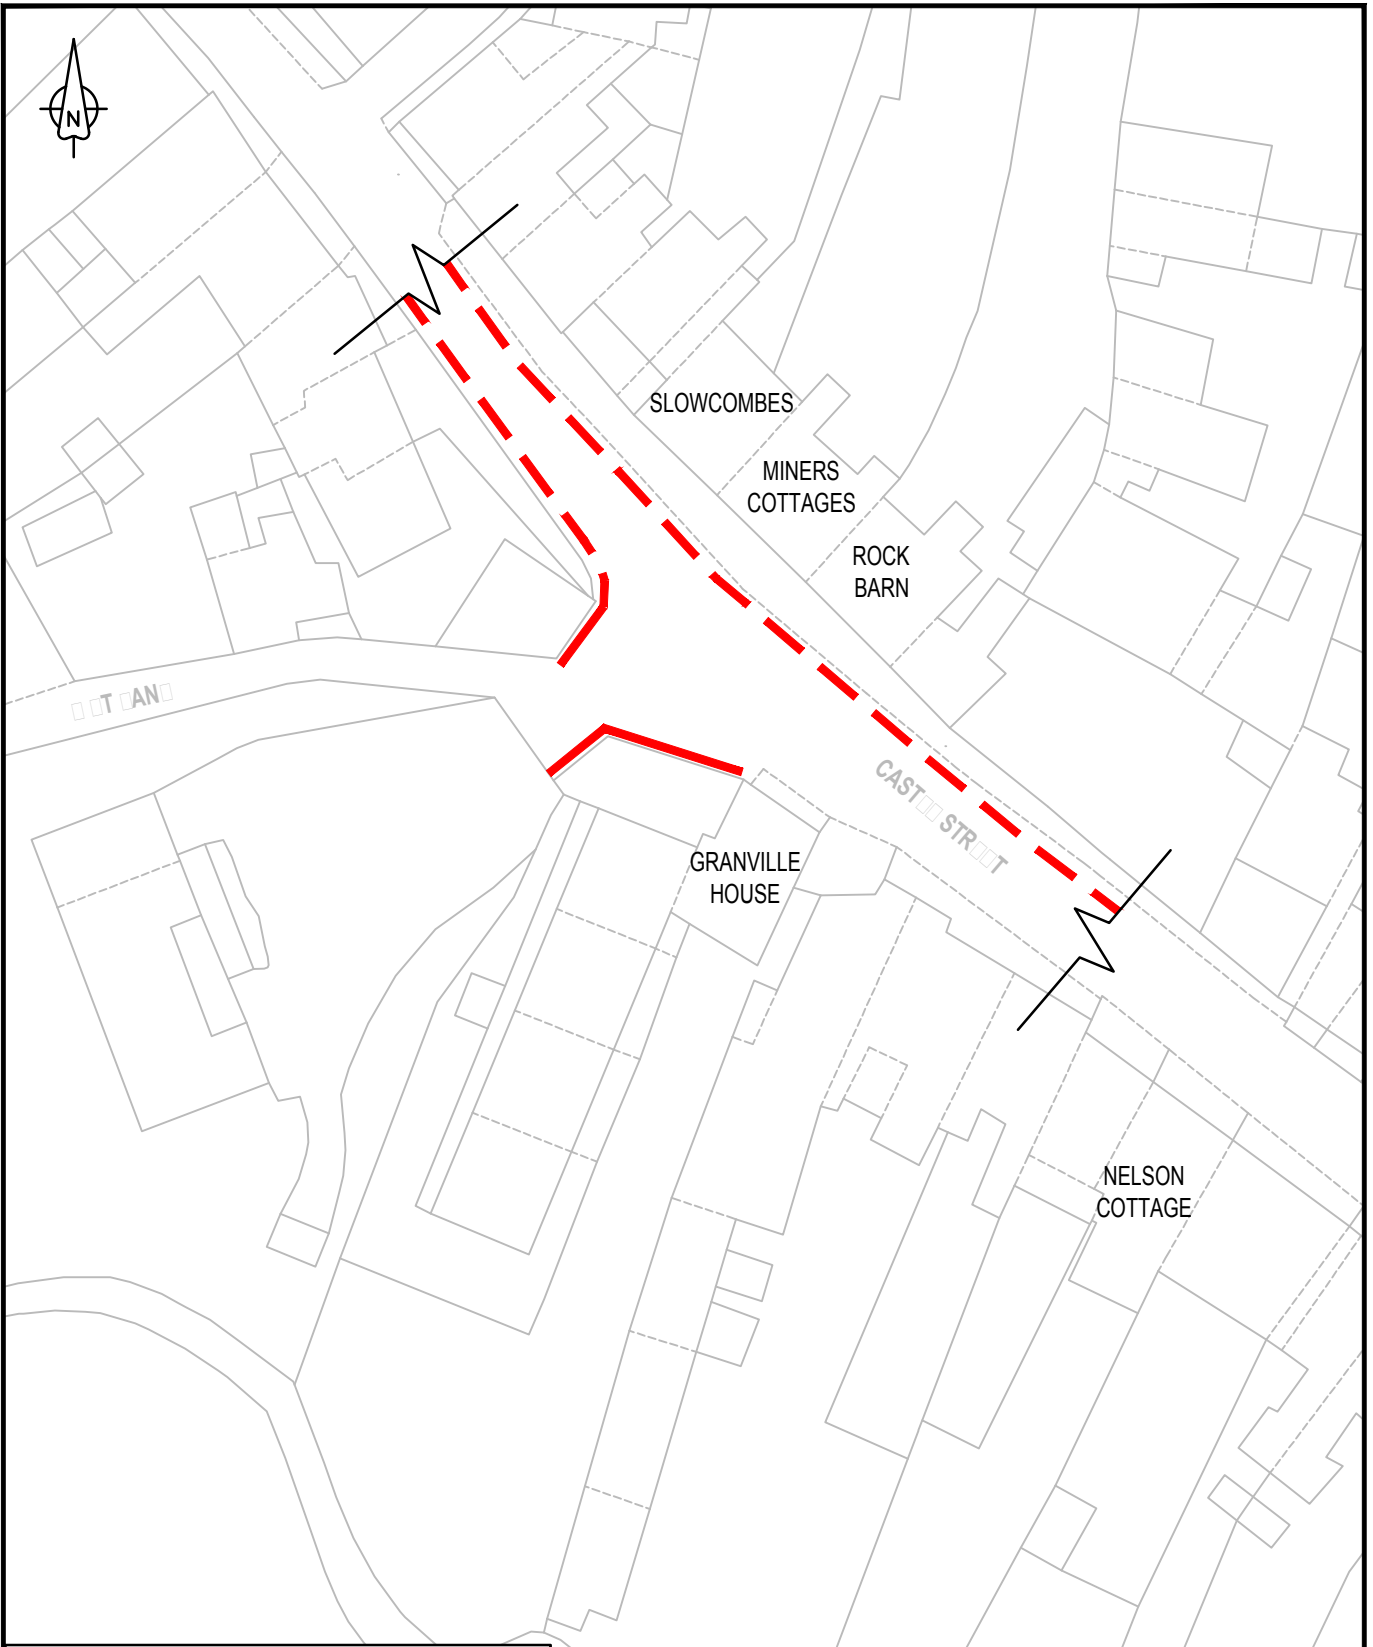 N
SLOWCOMBES
MINERS
COTTAGES
ROCK
BARN
GRANVILLE
HOUSE
NELSON
COTTAGE